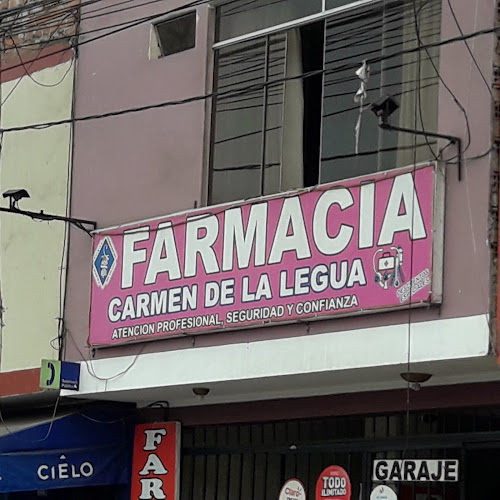 FARMACIA
CARMEN DE LA LEGUA
ATENCION PROFESIONAL, SEGURIDAD Y CONFIANZA
CIELO
FAR
Claro
TODO
ILIMITADO
GARAJE